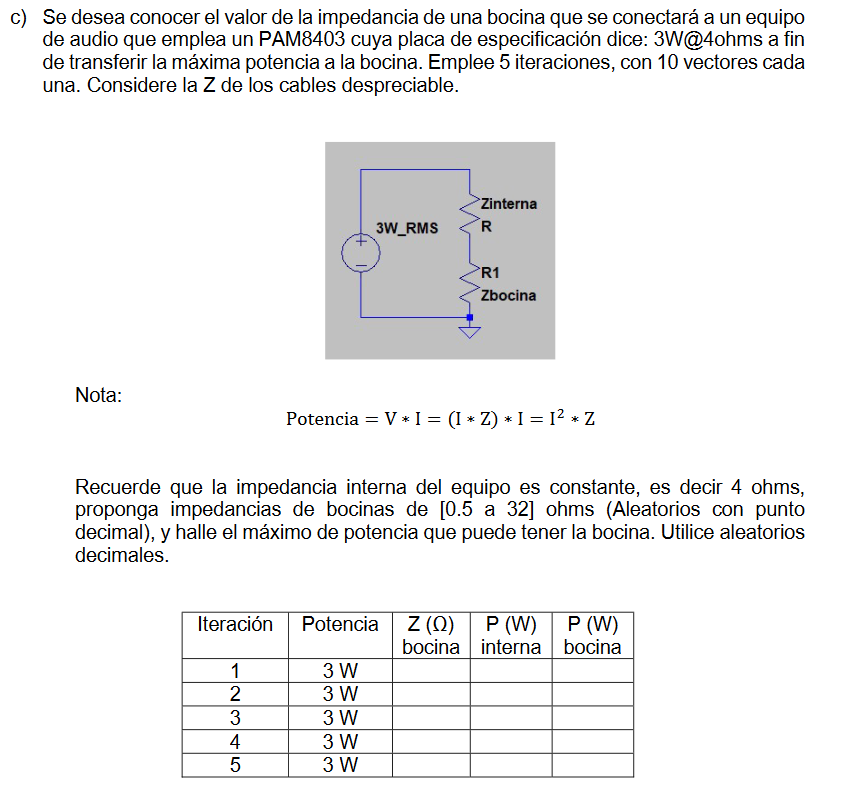 c) Se desea conocer el valor de la impedancia de una bocina que se conectará a un equipo
de audio que emplea un PAM8403 cuya placa de especificación dice: 3W@4ohms a fin
de transferir la máxima potencia a la bocina. Emplee 5 iteraciones, con 10 vectores cada
una. Considere la Z de los cables despreciable.
Zinterna
3W_RMS R
R1
Zbocina
Nota:
Potencia = V ∗ I = (I ∗ Z) ∗ I = I² ∗ Z
Recuerde que la impedancia interna del equipo es constante, es decir 4 ohms,
proponga impedancias de bocinas de [0.5 a 32] ohms (Aleatorios con punto
decimal), y halle el máximo de potencia que puede tener la bocina. Utilice aleatorios
decimales.
Iteración Potencia Z (Ω) P (W) P (W)
bocina interna bocina
1 3 W
2 3 W
3 3 W
4 3 W
5 3 W